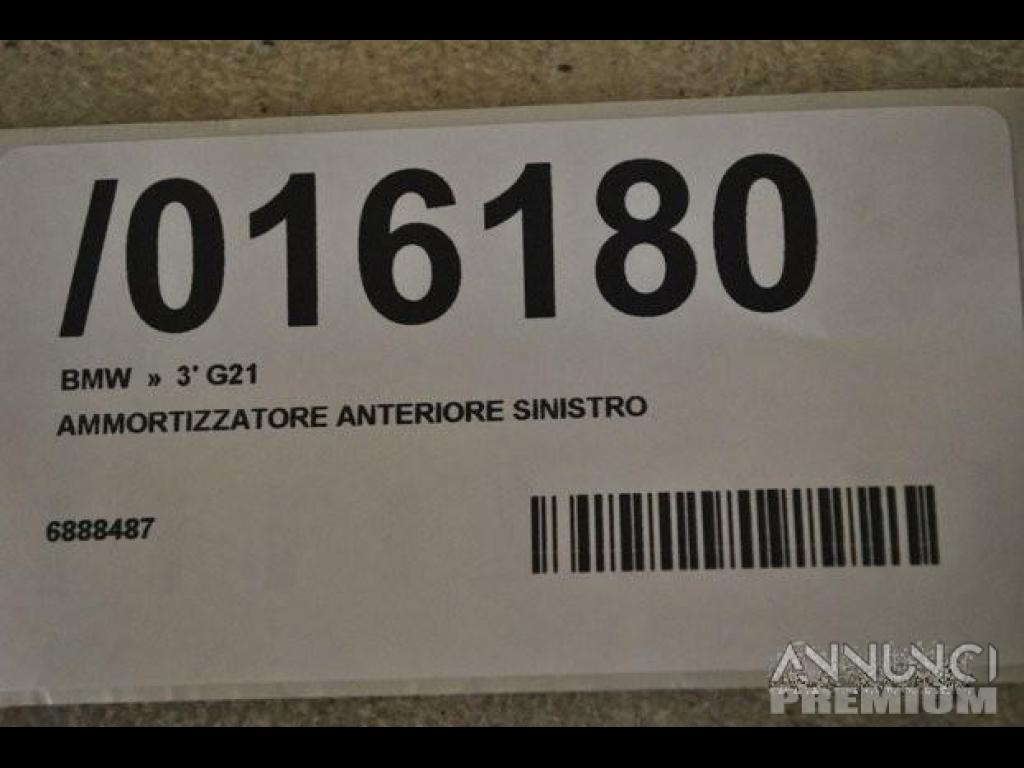 /016180
BMW » 3' G21
AMMORTIZZATORE ANTERIORE SINISTRO
6888487
ANNUNCI
PREMIUM